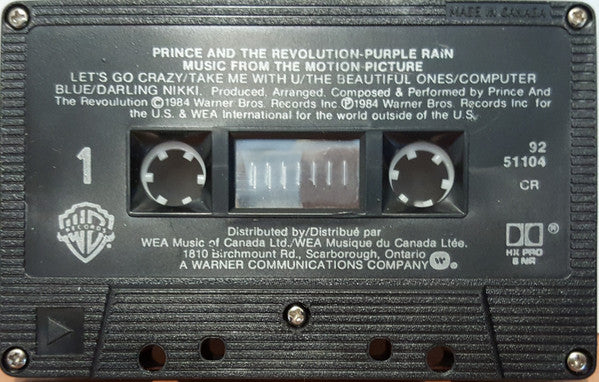 MADE IN CANADA
PRINCE AND THE REVOLUTION-PURPLE RAIN
MUSIC FROM THE MOTION PICTURE
LET'S GO CRAZY/TAKE ME WITH U/THE BEAUTIFUL ONES/COMPUTER
BLUE/DARLING NIKKI. Produced, Arranged, Composed & Performed by Prince And
The Revoulution ©1984 Warner Bros. Records Inc ℗1984 Warner Bros. Records Inc for
the U.S. & WEA International for the world outside of the U.S.
1
92
51104
CR
WB
RECORDS
Distributed by/Distribué par
WEA Music of Canada Ltd./WEA Musique du Canada Ltée.
1810 Birchmount Rd., Scarborough, Ontario
A WARNER COMMUNICATIONS COMPANY
®
HX PRO
B NR